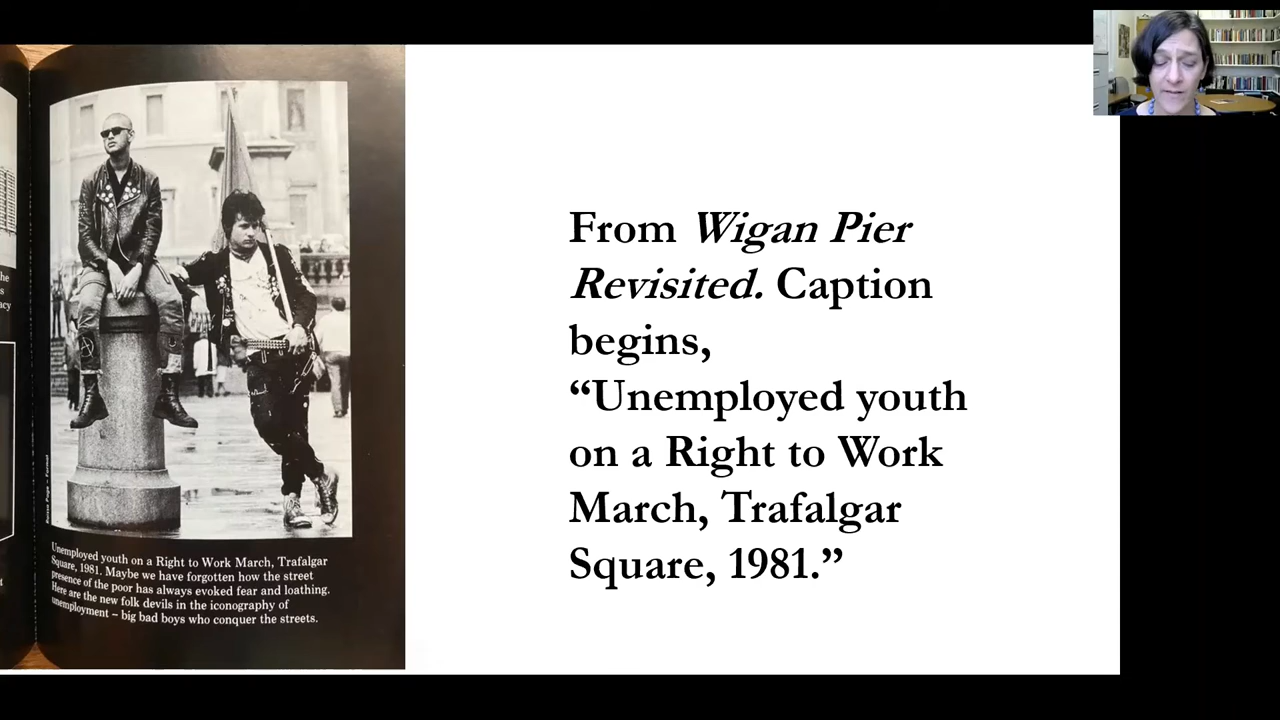 From Wigan Pier
Revisited. Caption
begins,
“Unemployed youth
on a Right to Work
March, Trafalgar
Square, 1981.”
he
s
acy
t
Unemployed youth on a Right to Work March, Trafalgar
Square, 1981. Maybe we have forgotten how the street
presence of the poor has always evoked fear and loathing.
Here are the new folk devils in the iconography of
unemployment – big bad boys who conquer the streets.